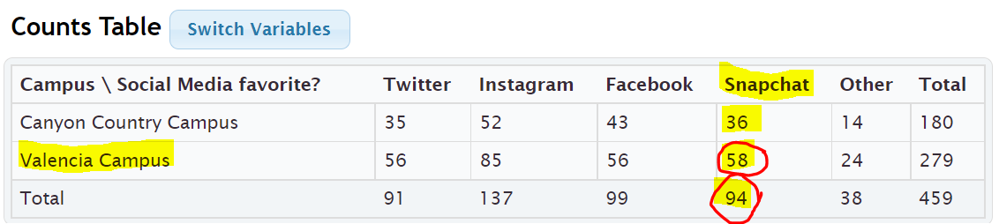 Counts Table Switch Variables
Campus \ Social Media favorite? Twitter Instagram Facebook Snapchat Other Total
Canyon Country Campus 35 52 43 36 14 180
Valencia Campus 56 85 56 58 24 279
Total 91 137 99 94 38 459